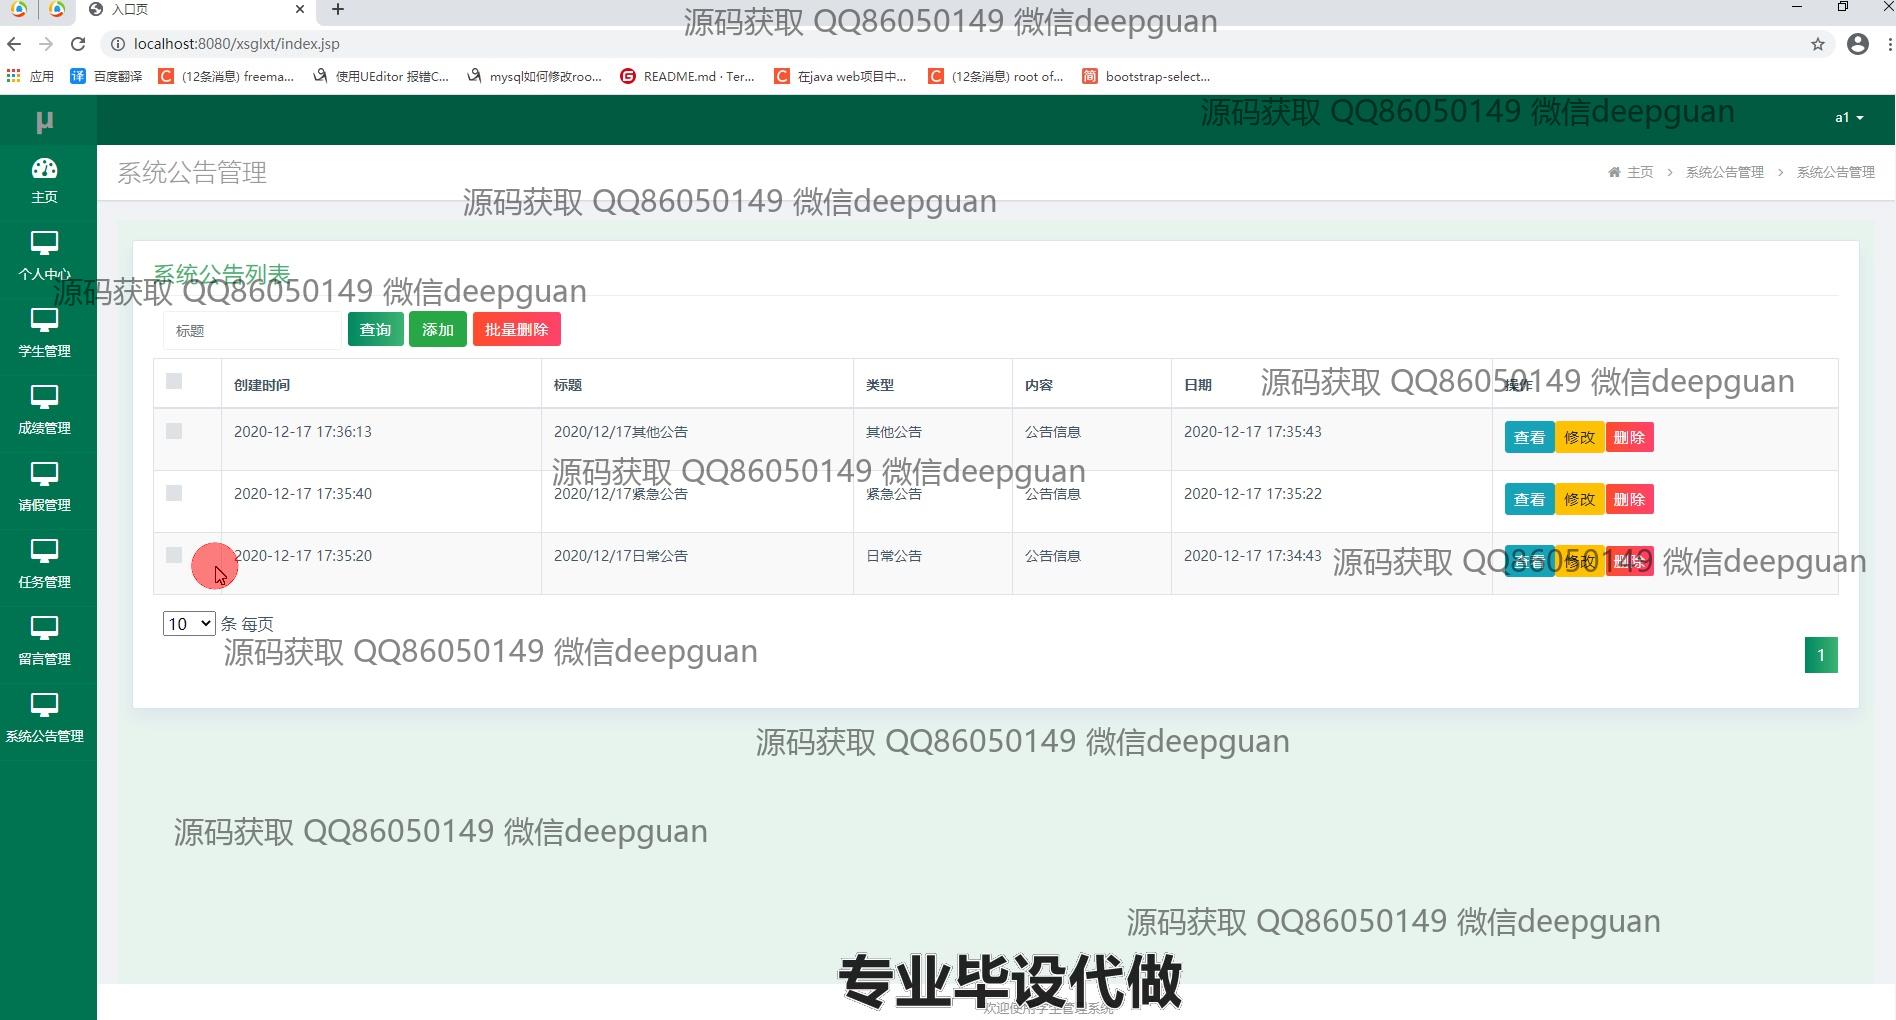 入口页
源码获取 QQ86050149 微信deepguan
localhost:8080/xsglxt/index.jsp
应用 百度翻译 (12条消息) freema... 使用UEditor 报错C... mysql如何修改roo... README.md · Ter... 在java web项目中... (12条消息) root of... bootstrap-select...
源码获取 QQ86050149 微信deepguan
μ
a1
主页
系统公告管理
主页 > 系统公告管理 > 系统公告管理
源码获取 QQ86050149 微信deepguan
个人中心
系统公告列表
源码获取 QQ86050149 微信deepguan
学生管理
标题 查询 添加 批量删除
创建时间 标题 类型 内容 日期 操作
源码获取 QQ86050149 微信deepguan
成绩管理
2020-12-17 17:36:13 2020/12/17其他公告 其他公告 公告信息 2020-12-17 17:35:43 查看 修改 删除
源码获取 QQ86050149 微信deepguan
请假管理
2020-12-17 17:35:40 2020/12/17紧急公告 紧急公告 公告信息 2020-12-17 17:35:22 查看 修改 删除
任务管理
2020-12-17 17:35:20 2020/12/17日常公告 日常公告 公告信息 2020-12-17 17:34:43 查看 修改 删除
源码获取 QQ86050149 微信deepguan
10 条 每页
留言管理
源码获取 QQ86050149 微信deepguan
1
系统公告管理
源码获取 QQ86050149 微信deepguan
源码获取 QQ86050149 微信deepguan
源码获取 QQ86050149 微信deepguan
专业毕设代做
欢迎使用学生管理系统